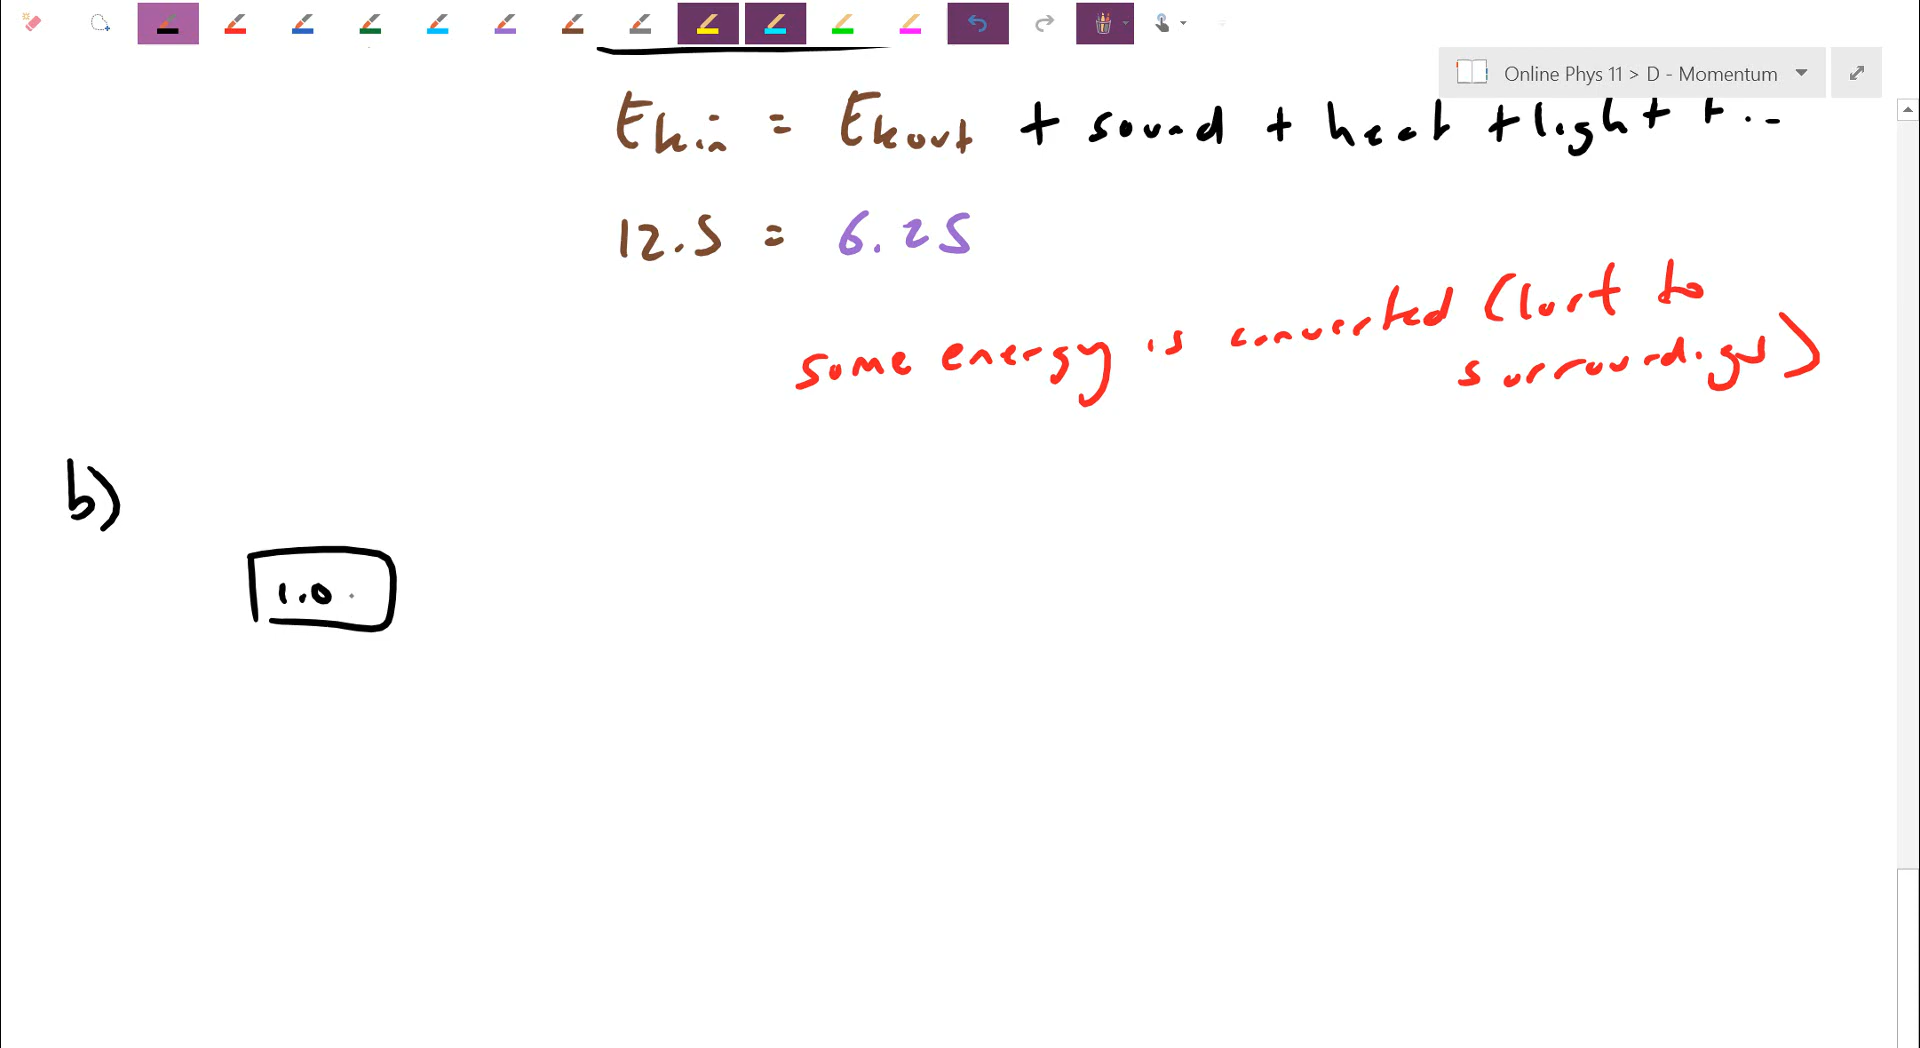 Online Phys 11 > D - Momentum
Ekin = Ekout + sound + heat + light + ...
12.5 = 6.25
some energy is converted (lost to
surroundigs)
b)
1.0